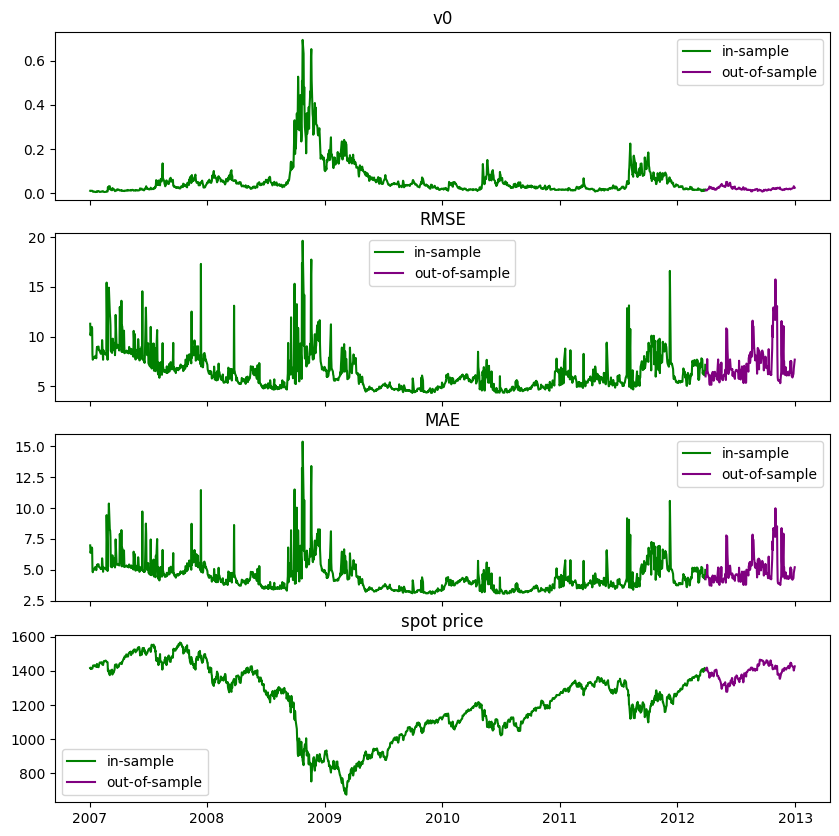 v0
in-sample
out-of-sample
0.6
0.4
0.2
0.0
RMSE
in-sample
out-of-sample
20
15
10
5
MAE
in-sample
out-of-sample
15.0
12.5
10.0
7.5
5.0
2.5
spot price
in-sample
out-of-sample
1600
1400
1200
1000
800
2007 2008 2009 2010 2011 2012 2013